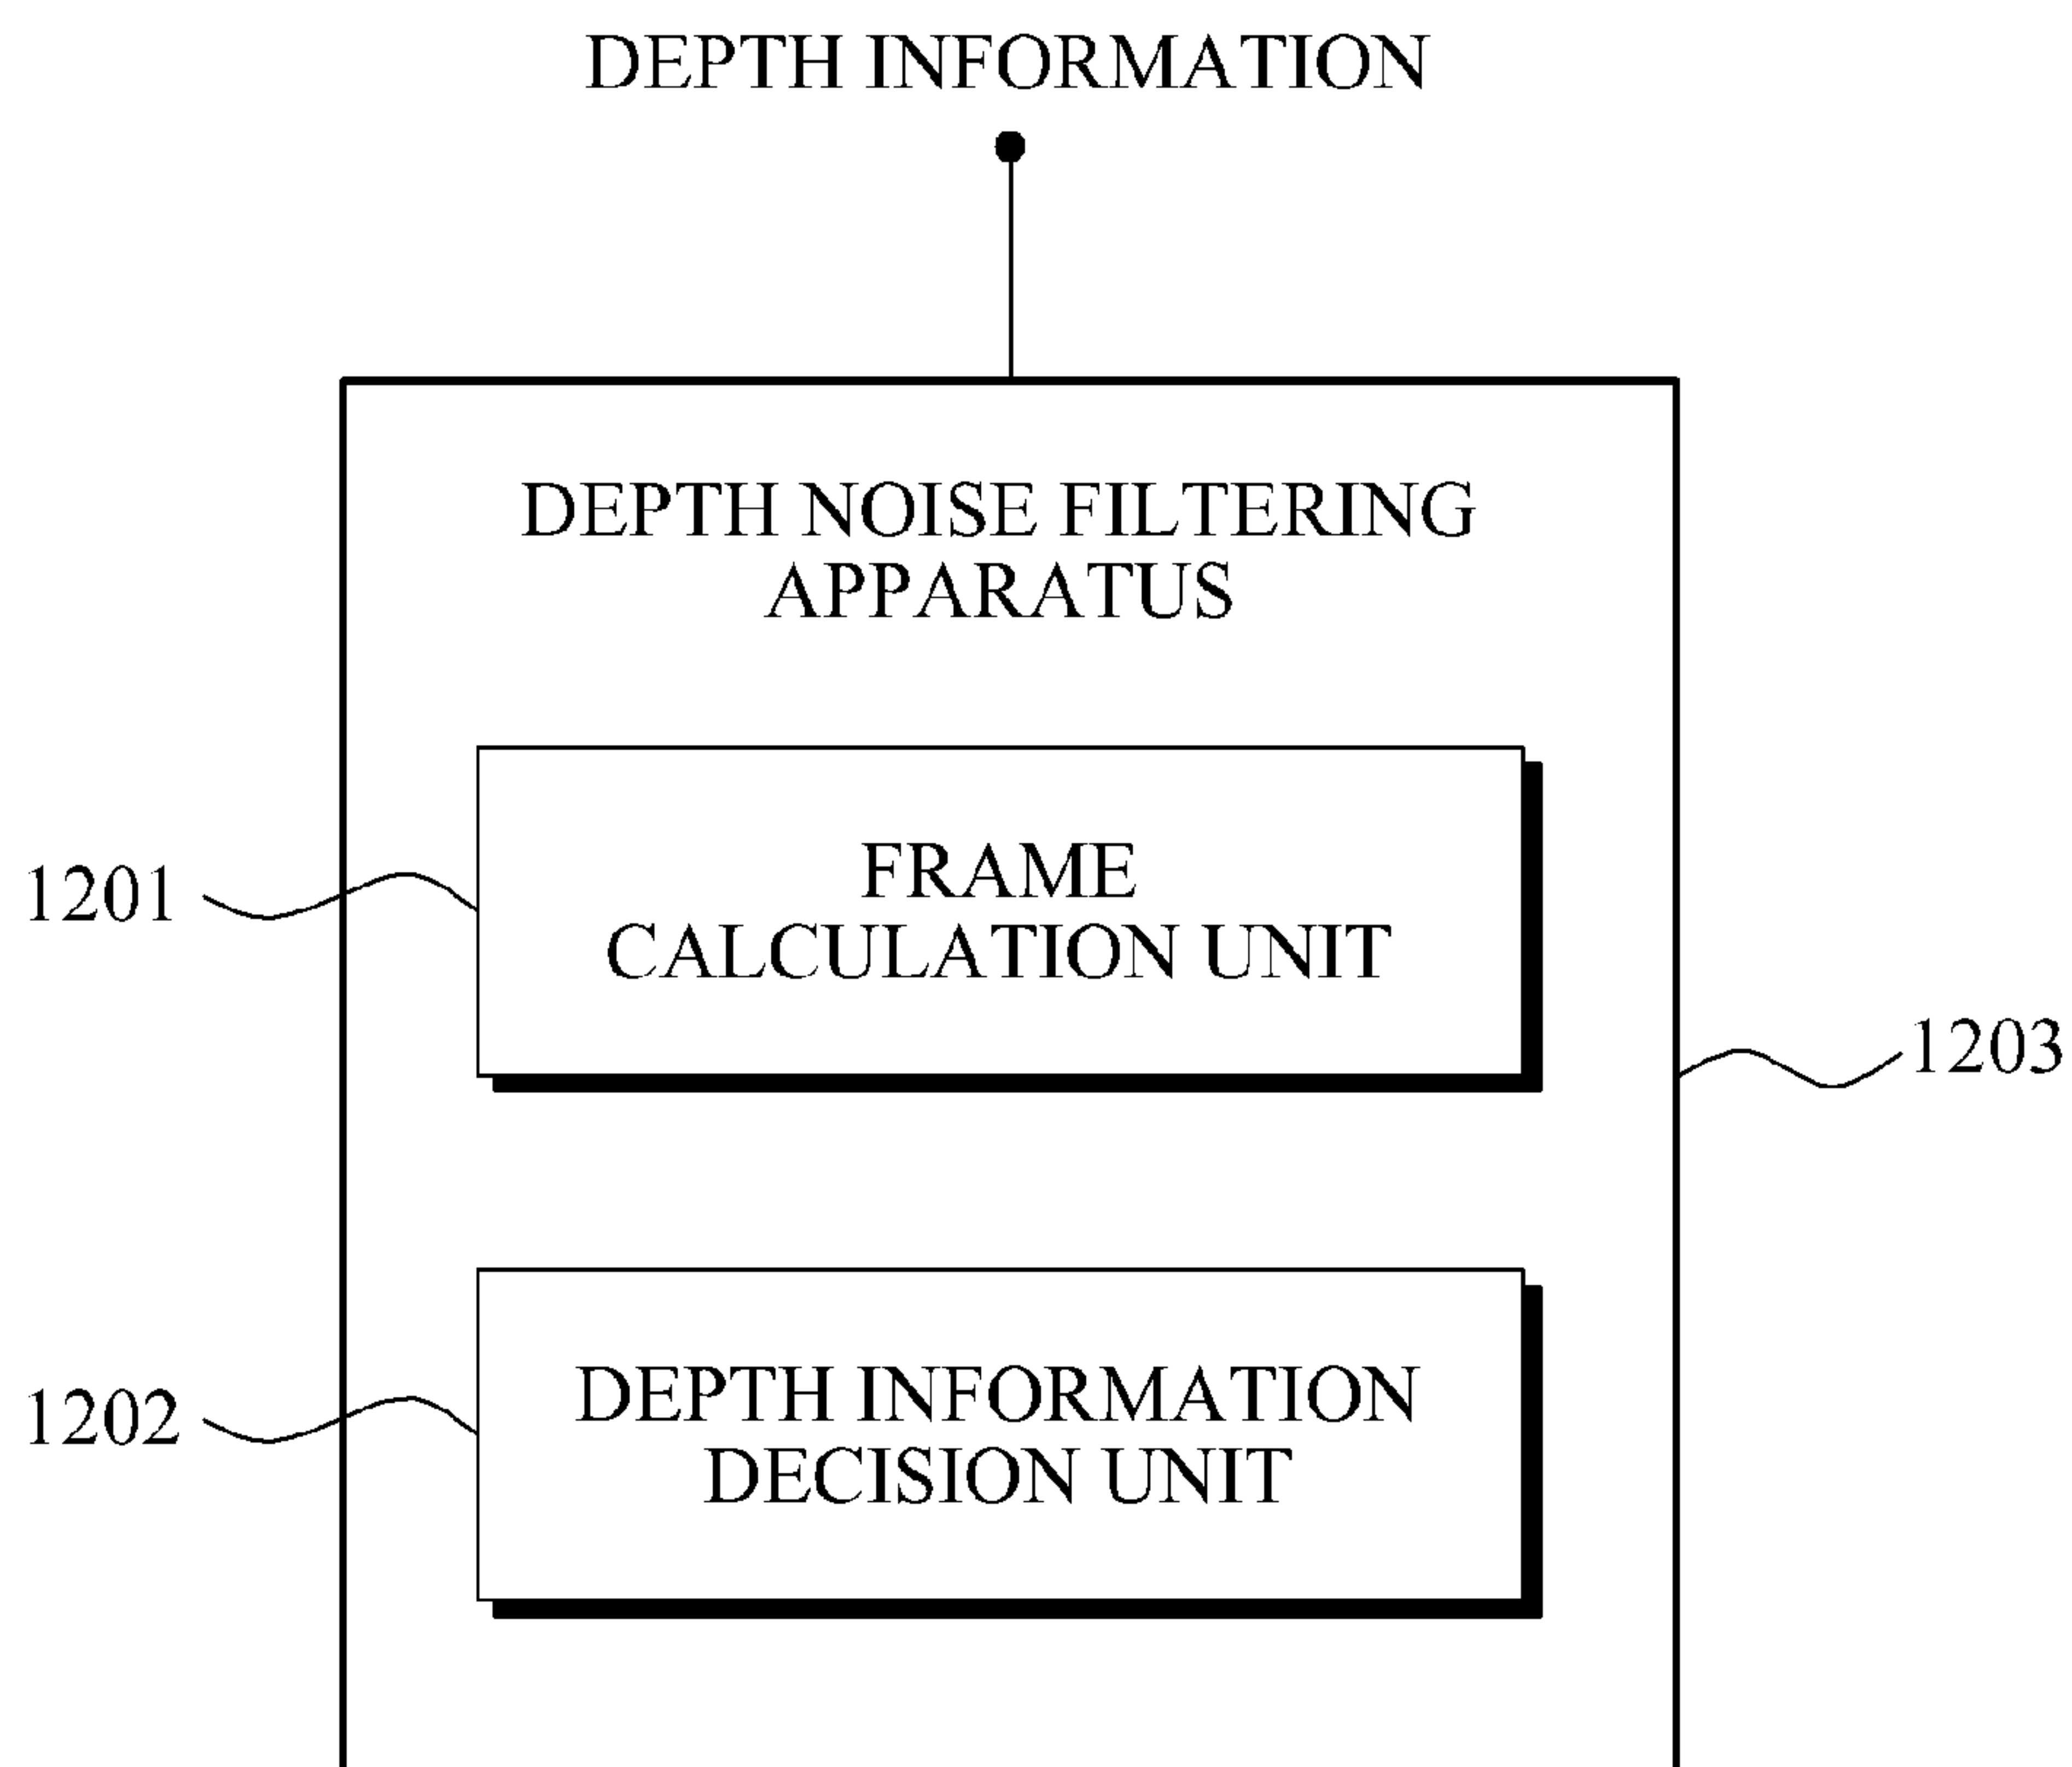 DEPTH INFORMATION
DEPTH NOISE FILTERING
APPARATUS
FRAME
CALCULATION UNIT
1201
1203
DEPTH INFORMATION
DECISION UNIT
1202